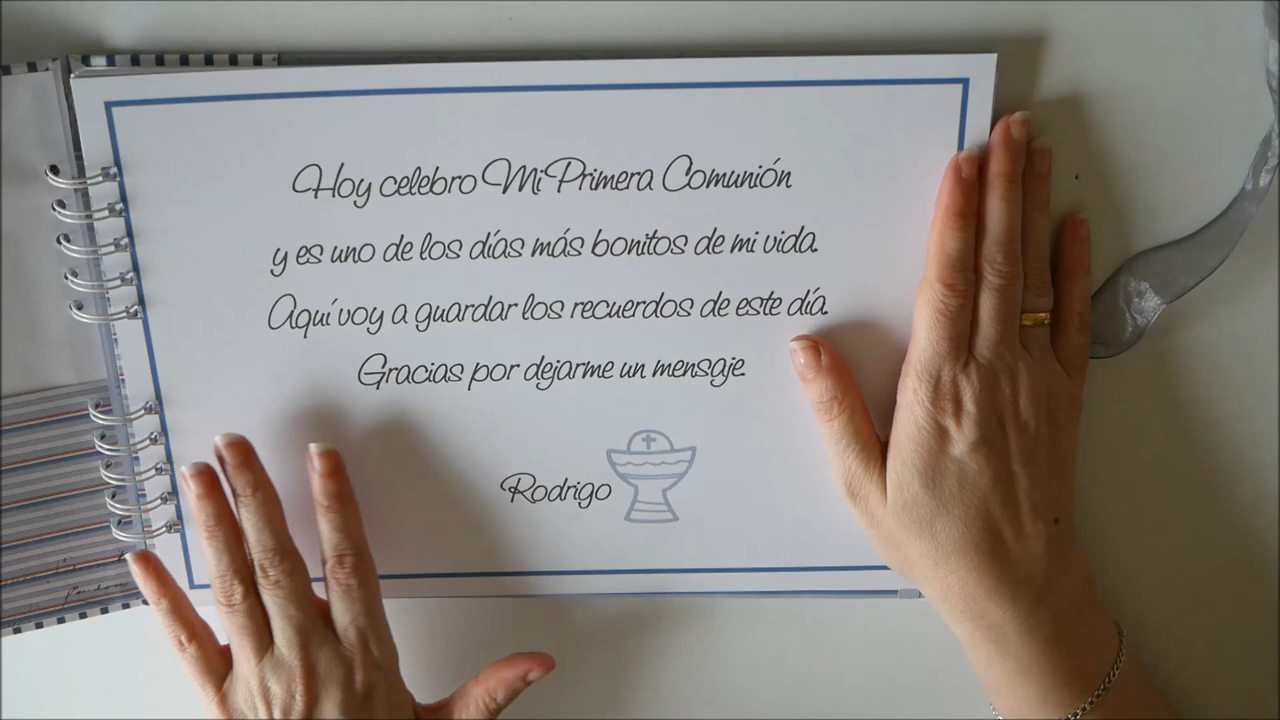 Hoy celebro Mi Primera Comunión
y es uno de los días más bonitos de mi vida.
Aquí voy a guardar los recuerdos de este día.
Gracias por dejarme un mensaje.
Rodrigo